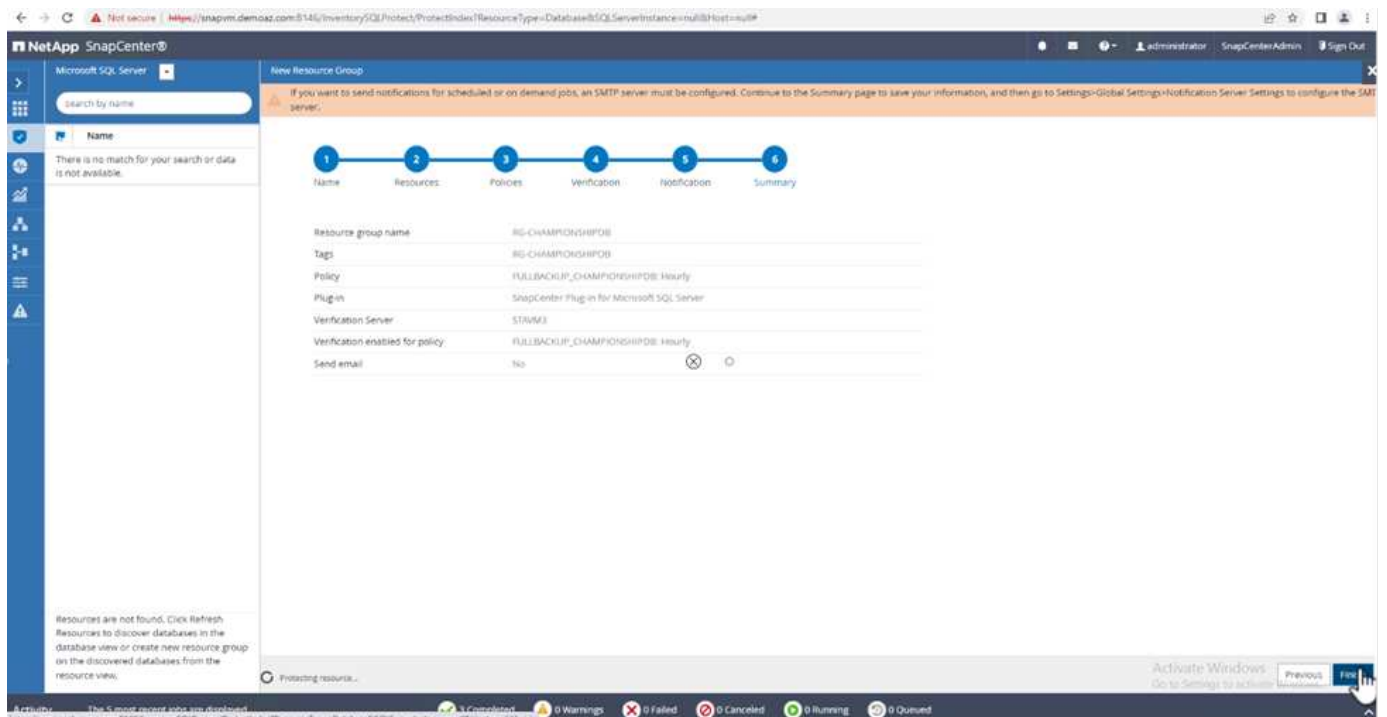 Not secure | https://snapvm.demoaz.com:8146/InventorySQLProtect/ProtectIndex?ResourceType=Database&SQLServerInstance=null&Host=null#
NetApp SnapCenter®
administrator SnapCenterAdmin Sign Out
Microsoft SQL Server
New Resource Group
search by name
If you want to send notifications for scheduled or on demand jobs, an SMTP server must be configured. Continue to the Summary page to save your information, and then go to Settings>Global Settings>Notification Server Settings to configure the SMT
server.
Name
There is no match for your search or data
is not available.
1 2 3 4 5 6
Name Resources Policies Verification Notification Summary
Resource group name RG-CHAMPIONSHIPDB
Tags RG-CHAMPIONSHIPDB
Policy FULLBACKUP_CHAMPIONSHIPDB: Hourly
Plug-in SnapCenter Plug-in for Microsoft SQL Server
Verification Server STAVM3
Verification enabled for policy FULLBACKUP_CHAMPIONSHIPDB: Hourly
Send email No
Resources are not found. Click Refresh
Resources to discover databases in the
database view or create new resource group
on the discovered databases from the
resource view.
Protecting resource...
Activate Windows
Go to Settings to activate
Previous
Activity The 5 most recent jobs are displayed 3 Completed 0 Warnings 0 Failed 0 Canceled 0 Running 0 Queued